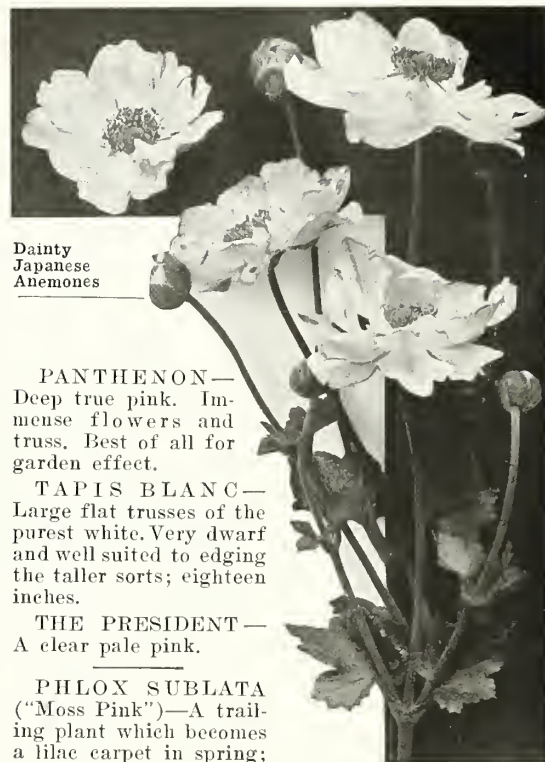 Dainty
Japanese
Anemones
PANTHENON—
Deep true pink. Im-
mense flowers and
truss. Best of all for
garden effect.
TAPIS BLANC—
Large flat trusses of the
purest white. Very dwarf
and well suited to edging
the taller sorts; eighteen
inches.
THE PRESIDENT—
A clear pale pink.
PHLOX SUBLATA
("Moss Pink")—A trail-
ing plant which becomes
a lilac carpet in spring;